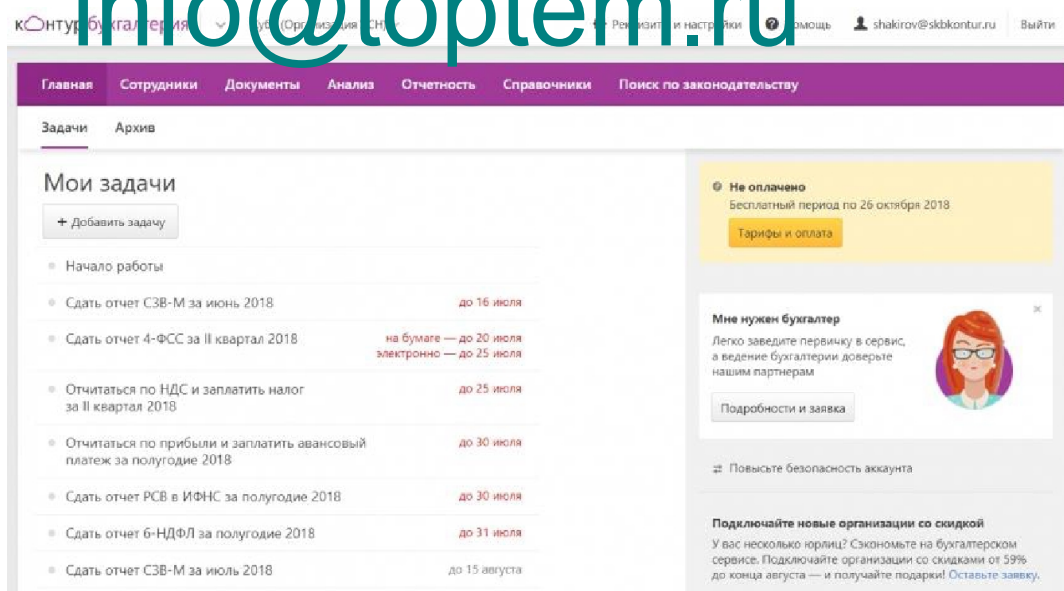 info@toptem.ru
кОнтур бухгалтерия
Помощь
shakirov@skbkontur.ru
Выйти
Главная Сотрудники Документы Анализ Отчетность Справочники Поиск по законодательству
Задачи Архив
Мои задачи
+ Добавить задачу
Начало работы
Сдать отчет СЗВ-М за июнь 2018 до 16 июля
Сдать отчет 4-ФСС за II квартал 2018 на бумаге — до 20 июля
электронно — до 25 июля
Отчитаться по НДС и заплатить налог до 25 июля
за II квартал 2018
Отчитаться по прибыли и заплатить авансовый до 30 июля
платеж за полугодие 2018
Сдать отчет РСВ в ИФНС за полугодие 2018 до 30 июля
Сдать отчет 6-НДФЛ за полугодие 2018 до 31 июля
Сдать отчет СЗВ-М за июль 2018 до 15 августа
Не оплачено
Бесплатный период по 26 октября 2018
Тарифы и оплата
Мне нужен бухгалтер
Легко заведите первичку в сервис,
а ведение бухгалтерии доверьте
нашим партнерам
Подробности и заявка
Повысьте безопасность аккаунта
Подключайте новые организации со скидкой
У вас несколько юрлиц? Сэкономьте на бухгалтерском
сервисе. Подключайте организации со скидками от 59%
до конца августа — и получайте подарки! Оставьте заявку.